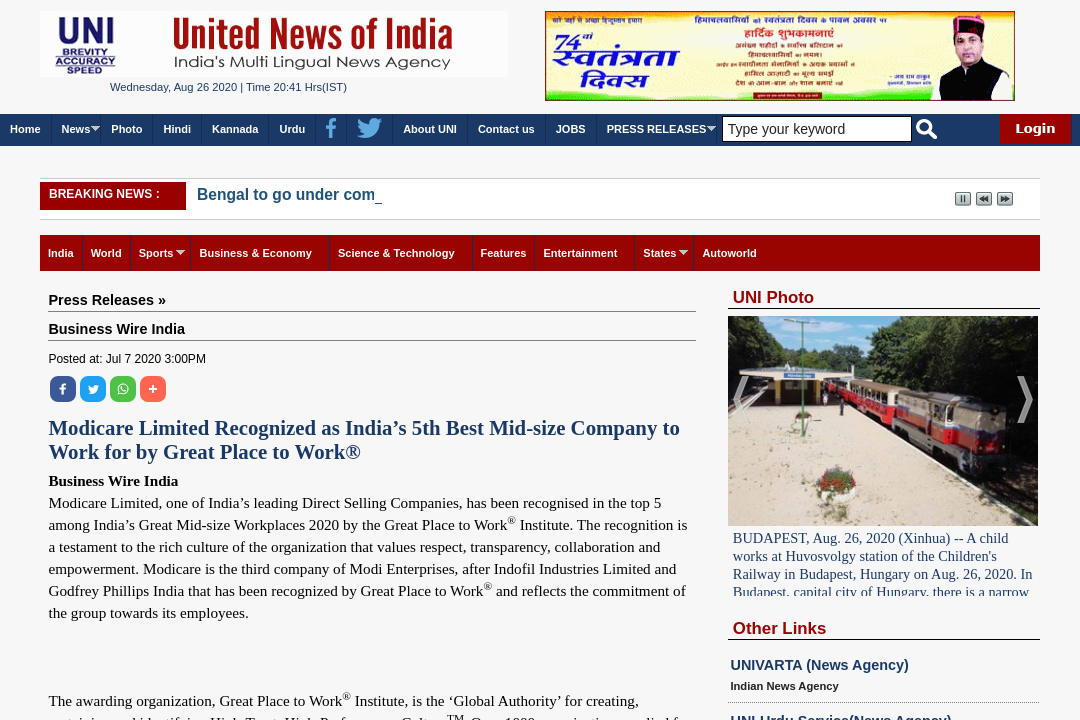 UNI
BREVITY
ACCURACY
SPEED
United News of India
India's Multi Lingual News Agency
हिमाचलवासियों को स्वतंत्रता दिवस के पावन अवसर पर
हार्दिक शुभकामनाएं
74वां
स्वतंत्रता
दिवस
Wednesday, Aug 26 2020 | Time 20:41 Hrs(IST)
Home News Photo Hindi Kannada Urdu About UNI Contact us JOBS PRESS RELEASES Type your keyword Login
BREAKING NEWS : Bengal to go under com_
India World Sports Business & Economy Science & Technology Features Entertainment States Autoworld
Press Releases »
Business Wire India
Posted at: Jul 7 2020 3:00PM
Modicare Limited Recognized as India’s 5th Best Mid-size Company to
Work for by Great Place to Work®
Business Wire India
Modicare Limited, one of India’s leading Direct Selling Companies, has been recognised in the top 5
among India’s Great Mid-size Workplaces 2020 by the Great Place to Work® Institute. The recognition is
a testament to the rich culture of the organization that values respect, transparency, collaboration and
empowerment. Modicare is the third company of Modi Enterprises, after Indofil Industries Limited and
Godfrey Phillips India that has been recognized by Great Place to Work® and reflects the commitment of
the group towards its employees.
The awarding organization, Great Place to Work® Institute, is the ‘Global Authority’ for creating,
UNI Photo
BUDAPEST, Aug. 26, 2020 (Xinhua) -- A child
works at Huvosvolgy station of the Children's
Railway in Budapest, Hungary on Aug. 26, 2020. In
Budapest, capital city of Hungary, there is a narrow
Other Links
UNIVARTA (News Agency)
Indian News Agency
UNI-Urdu Service(News Agency)